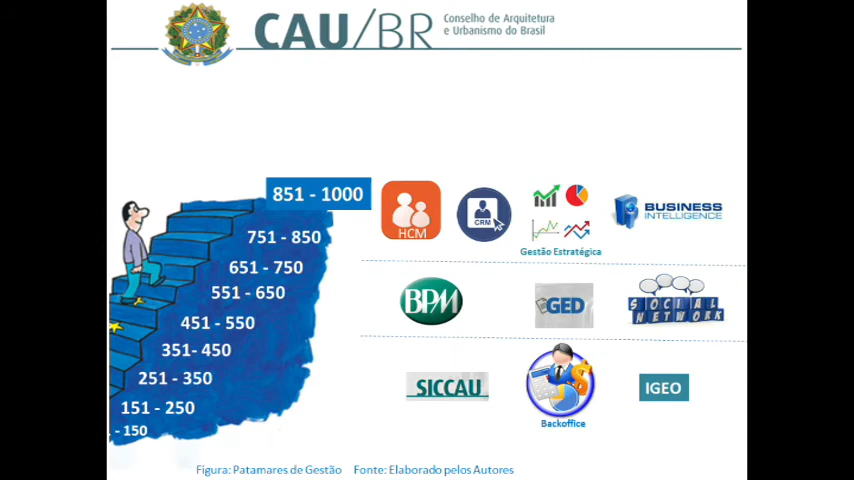 CAU/BR
Conselho de Arquitetura
e Urbanismo do Brasil
851 - 1000
751 - 850
651 - 750
551 - 650
451 - 550
351- 450
251 - 350
151 - 250
- 150
HCM
CRM
Gestão Estratégica
BUSINESS
INTELLIGENCE
BPM
GED
SOCIAL
NETWORK
SICCAU
Backoffice
IGEO
Figura: Patamares de Gestão Fonte: Elaborado pelos Autores